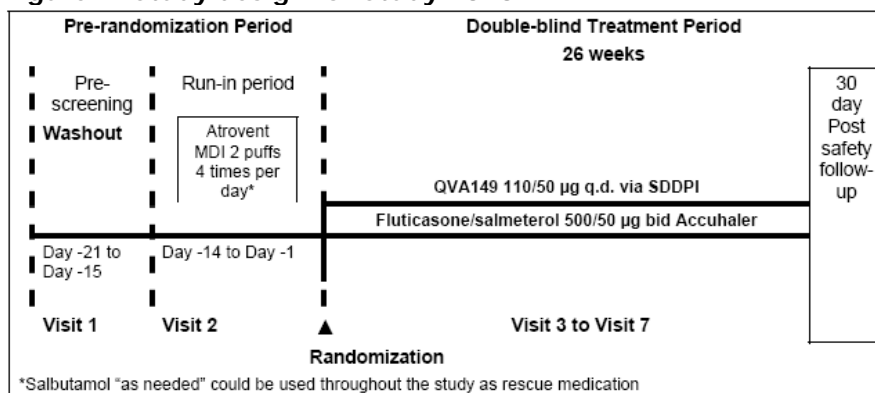 Pre-randomization Period
Double-blind Treatment Period
26 weeks
Pre-
screening
Washout
Run-in period
Atrovent
MDI 2 puffs
4 times per
day*
30
day
Post
safety
follow-
up
QVA149 110/50 µg q.d. via SDDPI
Fluticasone/salmeterol 500/50 µg bid Accuhaler
Day -21 to
Day -15
Day -14 to Day -1
Visit 1
Visit 2
Visit 3 to Visit 7
Randomization
*Salbutamol “as needed” could be used throughout the study as rescue medication